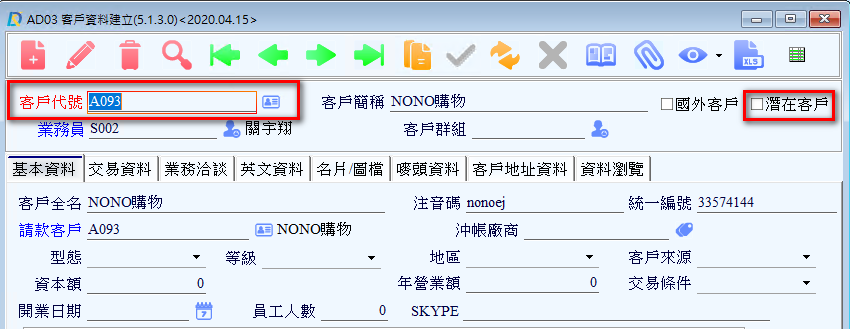 AD03 客戶資料建立(5.1.3.0)<2020.04.15>
XLS
客戶代號 A093 客戶簡稱 NONO購物 國外客戶 潛在客戶
業務員 S002 關宇翔 客戶群組
基本資料 交易資料 業務洽談 英文資料 名片/圖檔 嘜頭資料 客戶地址資料 資料瀏覽
客戶全名 NONO購物 注音碼 nonoej 統一編號 33574144
請款客戶 A093 NONO購物 沖帳廠商
型態 等級 地區 客戶來源
資本額 0 年營業額 0 交易條件
開業日期 7 員工人數 0 SKYPE